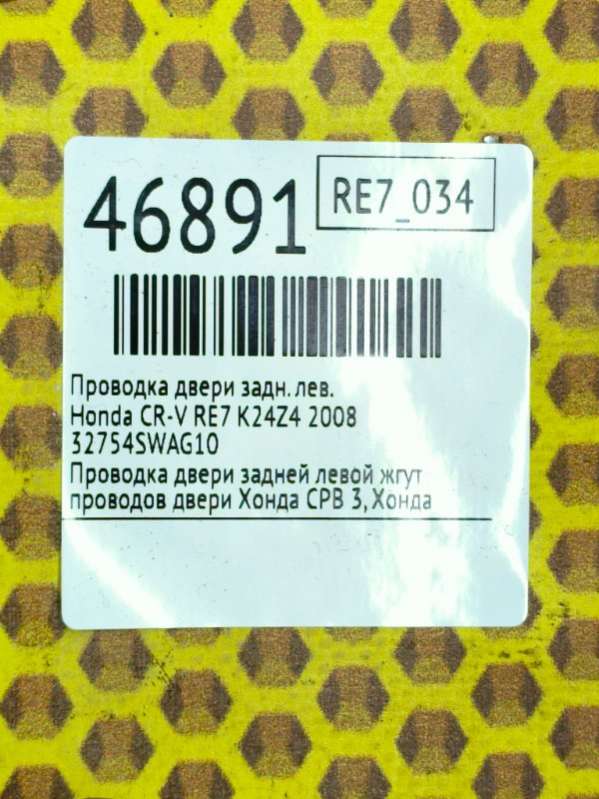 46891
RE7_034
Проводка двери задн. лев.
Honda CR-V RE7 K24Z4 2008
32754SWAG10
Проводка двери задней левой жгут
проводов двери Хонда СРВ 3, Хонда